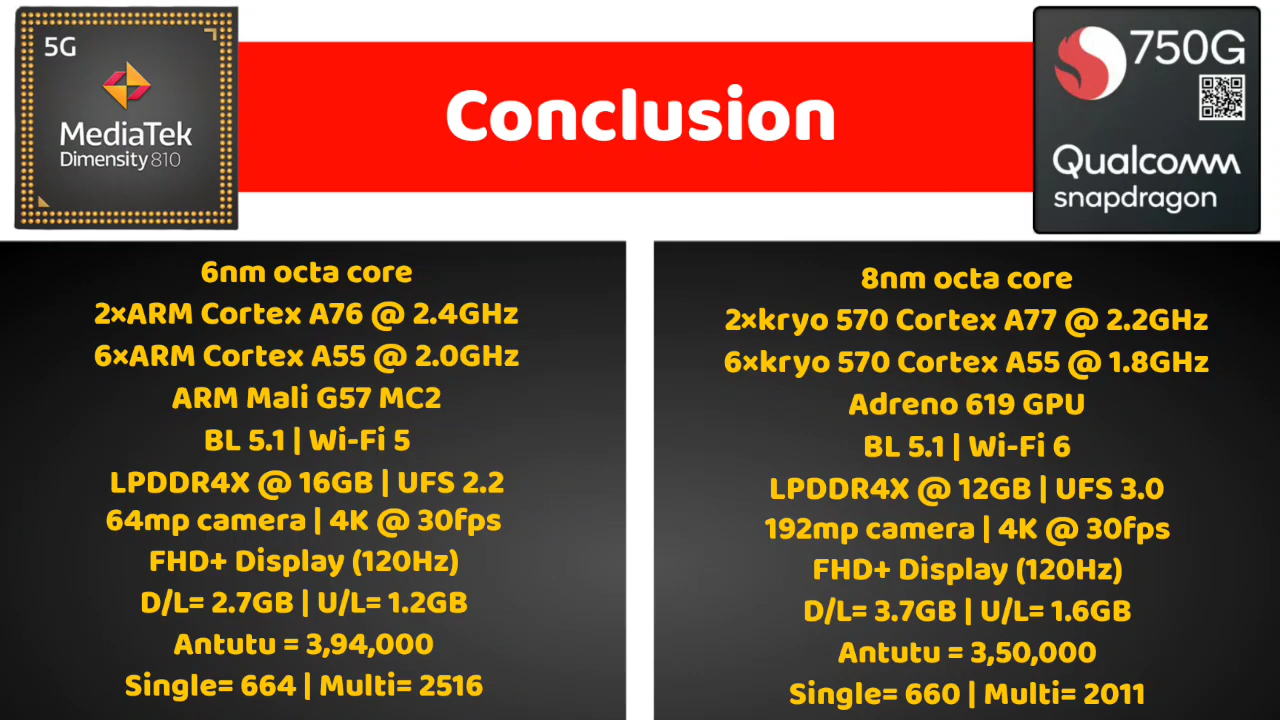 5G
MediaTek
Dimensity 810
Conclusion
750G
Qualcomm
snapdragon
6nm octa core
2×ARM Cortex A76 @ 2.4GHz
6×ARM Cortex A55 @ 2.0GHz
ARM Mali G57 MC2
BL 5.1 | Wi-Fi 5
LPDDR4X @ 16GB | UFS 2.2
64mp camera | 4K @ 30fps
FHD+ Display (120Hz)
D/L= 2.7GB | U/L= 1.2GB
Antutu = 3,94,000
Single= 664 | Multi= 2516
8nm octa core
2×kryo 570 Cortex A77 @ 2.2GHz
6×kryo 570 Cortex A55 @ 1.8GHz
Adreno 619 GPU
BL 5.1 | Wi-Fi 6
LPDDR4X @ 12GB | UFS 3.0
192mp camera | 4K @ 30fps
FHD+ Display (120Hz)
D/L= 3.7GB | U/L= 1.6GB
Antutu = 3,50,000
Single= 660 | Multi= 2011